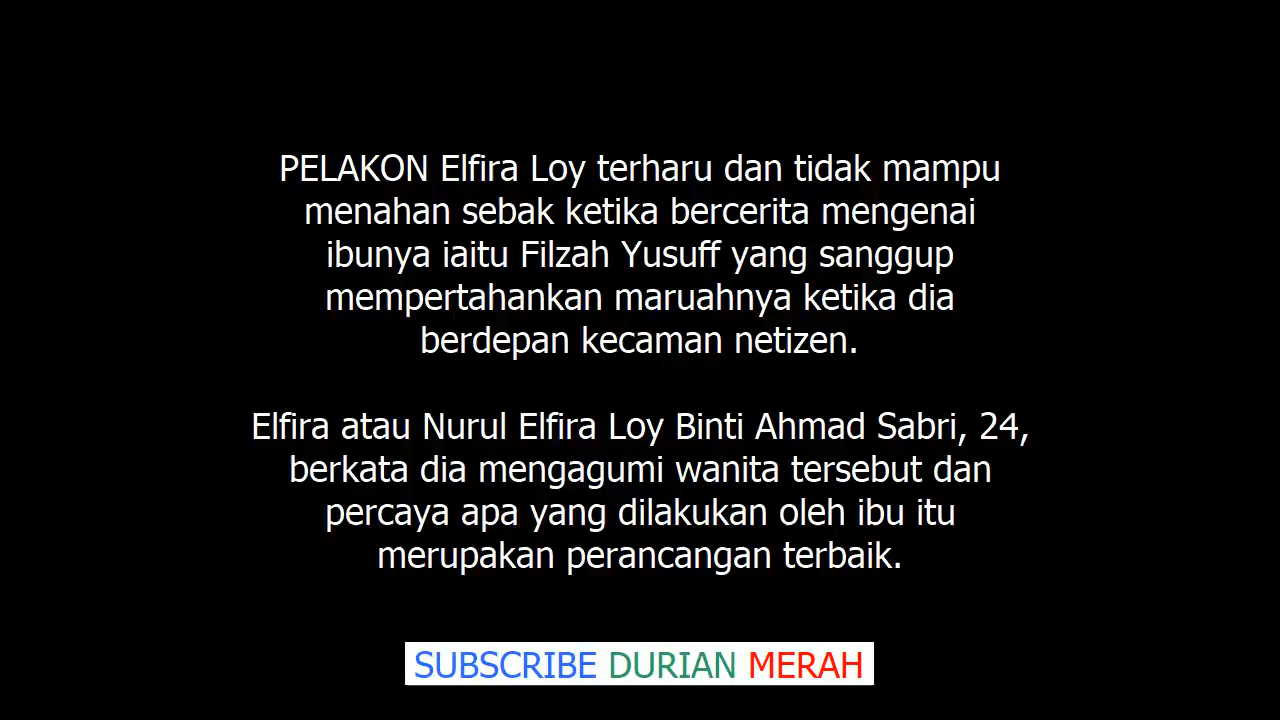 PELAKON Elfira Loy terharu dan tidak mampu
menahan sebak ketika bercerita mengenai
ibunya iaitu Filzah Yusuff yang sanggup
mempertahankan maruahnya ketika dia
berdepan kecaman netizen.
Elfira atau Nurul Elfira Loy Binti Ahmad Sabri, 24,
berkata dia mengagumi wanita tersebut dan
percaya apa yang dilakukan oleh ibu itu
merupakan perancangan terbaik.
SUBSCRIBE DURIAN MERAH